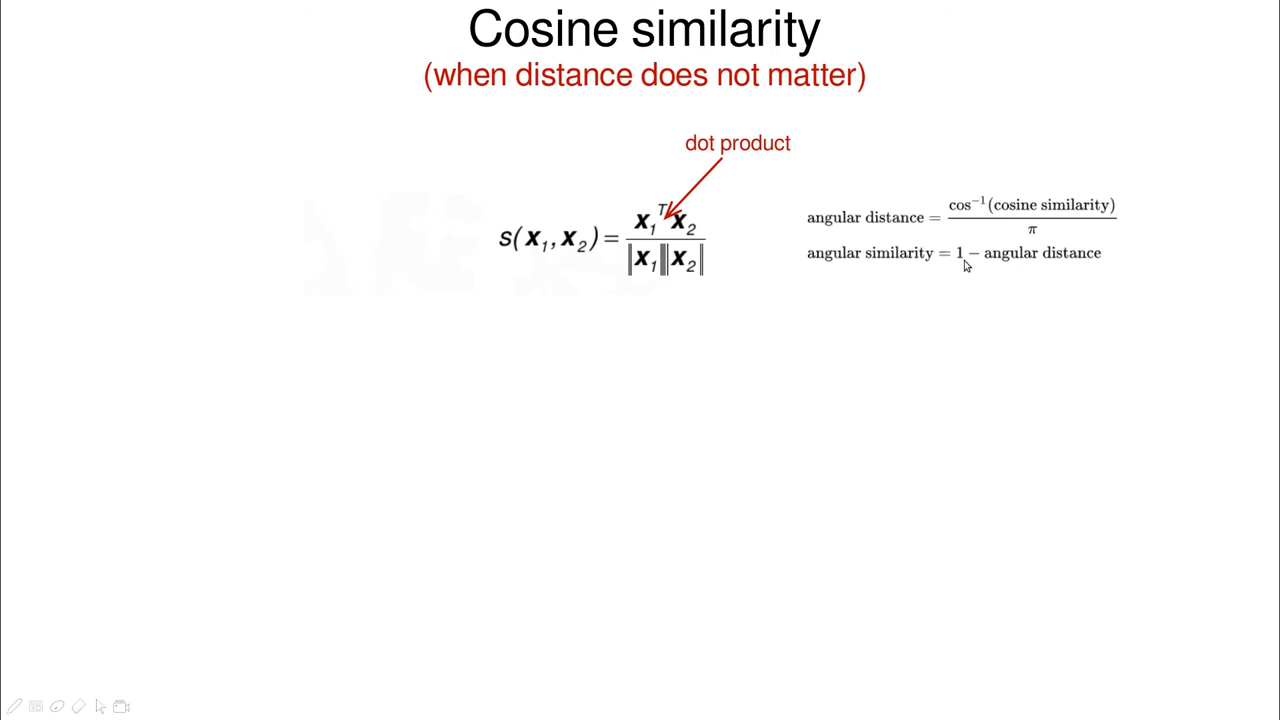 Cosine similarity
(when distance does not matter)
dot product
s(x₁, x₂) = x₁ᵀx₂ / |x₁||x₂|
angular distance = cos⁻¹(cosine similarity) / π
angular similarity = 1 − angular distance